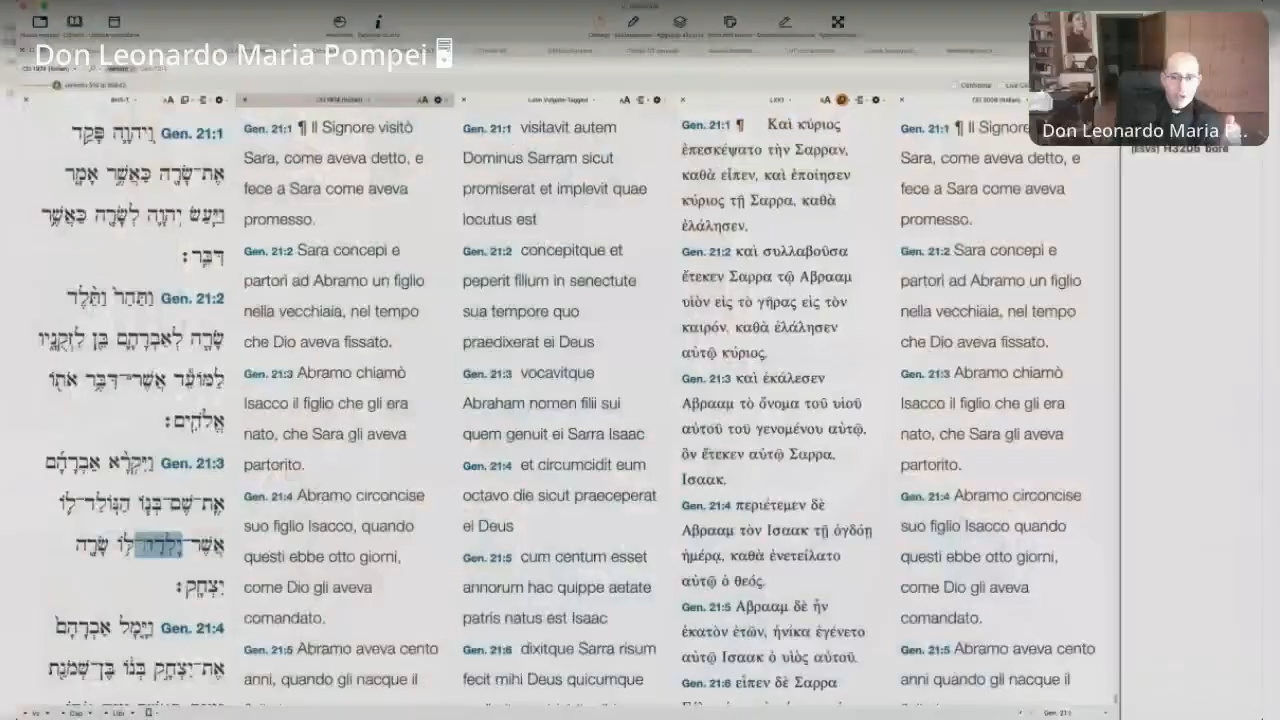 Don Leonardo Maria Pompei
Don Leonardo Maria P...
BHS-T
CEI 1974 (Italian)
Latin Vulgate-Tagged
LXX1
CEI 2008 (Italian)
Gen. 21:1 וַיהוָה פָּקַד
אֶת־שָׂרָה כַּאֲשֶׁר אָמָר
וַיַּעַשׂ יְהוָה לְשָׂרָה כַּאֲשֶׁר
דִּבֵּר׃
Gen. 21:2 וַתַּהַר וַתֵּלֶד
שָׂרָה לְאַבְרָהָם בֵּן לִזְקֻנָיו
לַמּוֹעֵד אֲשֶׁר־דִּבֶּר אֹתוֹ
אֱלֹהִים׃
Gen. 21:3 וַיִּקְרָא אַבְרָהָם
אֶת־שֶׁם־בְּנוֹ הַנּוֹלַד־לוֹ
אֲשֶׁר־יָלְדָה־לּוֹ שָׂרָה
יִצְחָק׃
Gen. 21:4 וַיָּמָל אַבְרָהָם
אֶת־יִצְחָק בְּנוֹ בֶּן־שְׁמֹנַת
Gen. 21:1 ¶ Il Signore visitò
Sara, come aveva detto, e
fece a Sara come aveva
promesso.
Gen. 21:2 Sara concepì e
partorì ad Abramo un figlio
nella vecchiaia, nel tempo
che Dio aveva fissato.
Gen. 21:3 Abramo chiamò
Isacco il figlio che gli era
nato, che Sara gli aveva
partorito.
Gen. 21:4 Abramo circoncise
suo figlio Isacco, quando
questi ebbe otto giorni,
come Dio gli aveva
comandato.
Gen. 21:5 Abramo aveva cento
anni, quando gli nacque il
Gen. 21:1 visitavit autem
Dominus Sarram sicut
promiserat et implevit quae
locutus est
Gen. 21:2 concepitque et
peperit filium in senectute
sua tempore quo
praedixerat ei Deus
Gen. 21:3 vocavitque
Abraham nomen filii sui
quem genuit ei Sarra Isaac
Gen. 21:4 et circumcidit eum
octavo die sicut praeceperat
ei Deus
Gen. 21:5 cum centum esset
annorum hac quippe aetate
patris natus est Isaac
Gen. 21:6 dixitque Sarra risum
fecit mihi Deus quicumque
Gen. 21:1 ¶ Καὶ κύριος
ἐπεσκέψατο τὴν Σαρραν,
καθὰ εἶπεν, καὶ ἐποίησεν
κύριος τῇ Σαρρα, καθὰ
ἐλάλησεν,
Gen. 21:2 καὶ συλλαβοῦσα
ἔτεκεν Σαρρα τῷ Αβρααμ
υἱὸν εἰς τὸ γῆρας εἰς τὸν
καιρόν, καθὰ ἐλάλησεν
αὐτῷ κύριος.
Gen. 21:3 καὶ ἐκάλεσεν
Αβρααμ τὸ ὄνομα τοῦ υἱοῦ
αὐτοῦ τοῦ γενομένου αὐτῷ,
ὃν ἔτεκεν αὐτῷ Σαρρα,
Ισαακ.
Gen. 21:4 περιέτεμεν δὲ
Αβρααμ τὸν Ισαακ τῇ ὀγδόῃ
ἡμέρᾳ, καθὰ ἐνετείλατο
αὐτῷ ὁ θεός.
Gen. 21:5 Αβρααμ δὲ ἦν
ἑκατὸν ἐτῶν, ἡνίκα ἐγένετο
αὐτῷ Ισαακ ὁ υἱὸς αὐτοῦ.
Gen. 21:6 εἶπεν δὲ Σαρρα
Gen. 21:1 ¶ Il Signore
Sara, come aveva detto, e
fece a Sara come aveva
promesso.
Gen. 21:2 Sara concepì e
partorì ad Abramo un figlio
nella vecchiaia, nel tempo
che Dio aveva fissato.
Gen. 21:3 Abramo chiamò
Isacco il figlio che gli era
nato, che Sara gli aveva
partorito.
Gen. 21:4 Abramo circoncise
suo figlio Isacco quando
questi ebbe otto giorni,
come Dio gli aveva
comandato.
Gen. 21:5 Abramo aveva cento
anni quando gli nacque il
Gen. 21:1